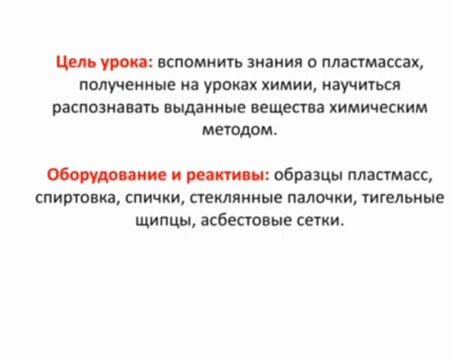 Цель урока: вспомнить знания о пластмассах,
полученные на уроках химии, научиться
распознавать выданные вещества химическим
методом.
Оборудование и реактивы: образцы пластмасс,
спиртовка, спички, стеклянные палочки, тигельные
щипцы, асбестовые сетки.